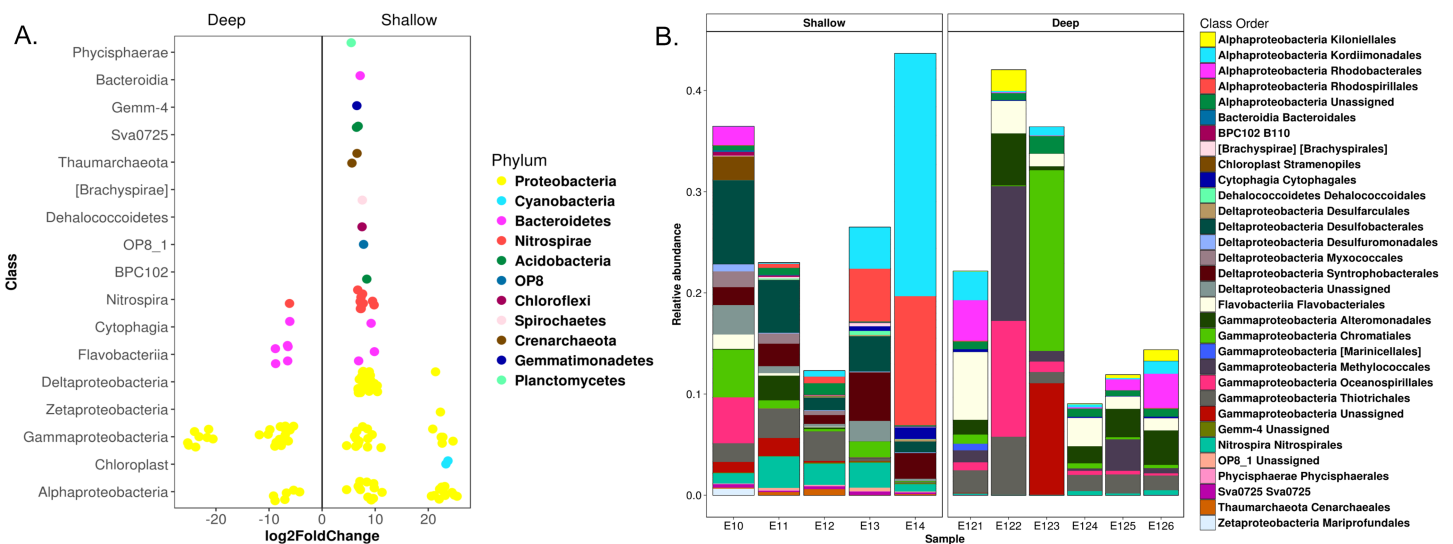 A.
Deep
Shallow
Class
Phycisphaerae
Bacteroidia
Gemm-4
Sva0725
Thaumarchaeota
[Brachyspirae]
Dehalococcoidetes
OP8_1
BPC102
Nitrospira
Cytophagia
Flavobacteriia
Deltaproteobacteria
Zetaproteobacteria
Gammaproteobacteria
Chloroplast
Alphaproteobacteria
-20
-10
0
10
20
log2FoldChange
Phylum
Proteobacteria
Cyanobacteria
Bacteroidetes
Nitrospirae
Acidobacteria
OP8
Chloroflexi
Spirochaetes
Crenarchaeota
Gemmatimonadetes
Planctomycetes
B.
Shallow
Deep
Relative abundance
0.4
0.3
0.2
0.1
0.0
E10
E11
E12
E13
E14
E121
E122
E123
E124
E125
E126
Sample
Class Order
Alphaproteobacteria Kiloniellales
Alphaproteobacteria Kordiimonadales
Alphaproteobacteria Rhodobacterales
Alphaproteobacteria Rhodospirillales
Alphaproteobacteria Unassigned
Bacteroidia Bacteroidales
BPC102 B110
[Brachyspirae] [Brachyspirales]
Chloroplast Stramenopiles
Cytophagia Cytophagales
Dehalococcoidetes Dehalococcoidales
Deltaproteobacteria Desulfarculales
Deltaproteobacteria Desulfobacterales
Deltaproteobacteria Desulfuromonadales
Deltaproteobacteria Myxococcales
Deltaproteobacteria Syntrophobacterales
Deltaproteobacteria Unassigned
Flavobacteriia Flavobacteriales
Gammaproteobacteria Alteromonadales
Gammaproteobacteria Chromatiales
Gammaproteobacteria [Marinicellales]
Gammaproteobacteria Methylococcales
Gammaproteobacteria Oceanospirillales
Gammaproteobacteria Thiotrichales
Gammaproteobacteria Unassigned
Gemm-4 Unassigned
Nitrospira Nitrospirales
OP8_1 Unassigned
Phycisphaerae Phycisphaerales
Sva0725 Sva0725
Thaumarchaeota Cenarchaeales
Zetaproteobacteria Mariprofundales